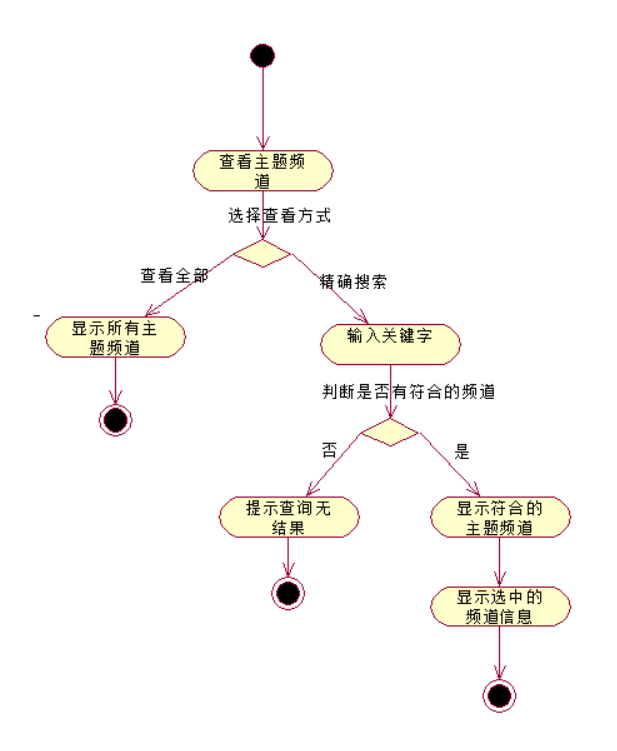 查看主题频
道
选择查看方式
查看全部
精确搜索
显示所有主
题频道
输入关键字
判断是否有符合的频道
否
是
提示查询无
结果
显示符合的
主题频道
显示选中的
频道信息